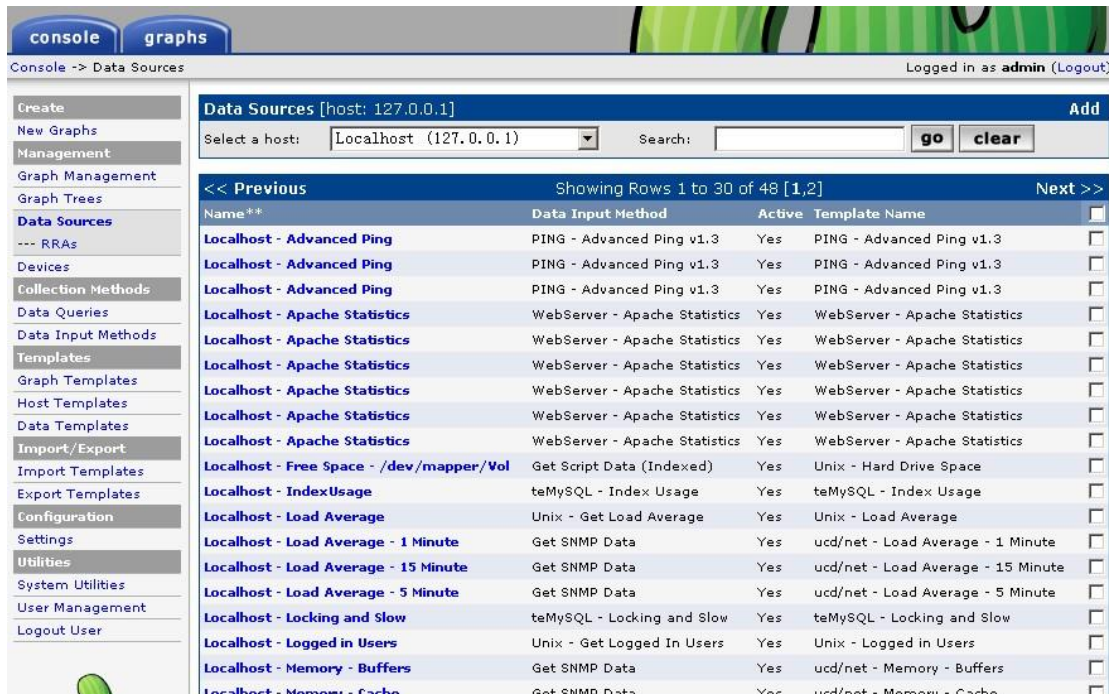 console graphs
Console -> Data Sources
Logged in as admin (Logout)
Create
New Graphs
Management
Graph Management
Graph Trees
Data Sources
--- RRAs
Devices
Collection Methods
Data Queries
Data Input Methods
Templates
Graph Templates
Host Templates
Data Templates
Import/Export
Import Templates
Export Templates
Configuration
Settings
Utilities
System Utilities
User Management
Logout User
Data Sources [host: 127.0.0.1] Add
Select a host: Localhost (127.0.0.1) Search: go clear
<< Previous Showing Rows 1 to 30 of 48 [1,2] Next >>
Name** Data Input Method Active Template Name
Localhost - Advanced Ping PING - Advanced Ping v1.3 Yes PING - Advanced Ping v1.3
Localhost - Advanced Ping PING - Advanced Ping v1.3 Yes PING - Advanced Ping v1.3
Localhost - Advanced Ping PING - Advanced Ping v1.3 Yes PING - Advanced Ping v1.3
Localhost - Apache Statistics WebServer - Apache Statistics Yes WebServer - Apache Statistics
Localhost - Apache Statistics WebServer - Apache Statistics Yes WebServer - Apache Statistics
Localhost - Apache Statistics WebServer - Apache Statistics Yes WebServer - Apache Statistics
Localhost - Apache Statistics WebServer - Apache Statistics Yes WebServer - Apache Statistics
Localhost - Apache Statistics WebServer - Apache Statistics Yes WebServer - Apache Statistics
Localhost - Apache Statistics WebServer - Apache Statistics Yes WebServer - Apache Statistics
Localhost - Free Space - /dev/mapper/Vol Get Script Data (Indexed) Yes Unix - Hard Drive Space
Localhost - IndexUsage teMySQL - Index Usage Yes teMySQL - Index Usage
Localhost - Load Average Unix - Get Load Average Yes Unix - Load Average
Localhost - Load Average - 1 Minute Get SNMP Data Yes ucd/net - Load Average - 1 Minute
Localhost - Load Average - 15 Minute Get SNMP Data Yes ucd/net - Load Average - 15 Minute
Localhost - Load Average - 5 Minute Get SNMP Data Yes ucd/net - Load Average - 5 Minute
Localhost - Locking and Slow teMySQL - Locking and Slow Yes teMySQL - Locking and Slow
Localhost - Logged in Users Unix - Get Logged In Users Yes Unix - Logged in Users
Localhost - Memory - Buffers Get SNMP Data Yes ucd/net - Memory - Buffers
Localhost - Memory - Cache Get SNMP Data Yes ucd/net - Memory - Cache